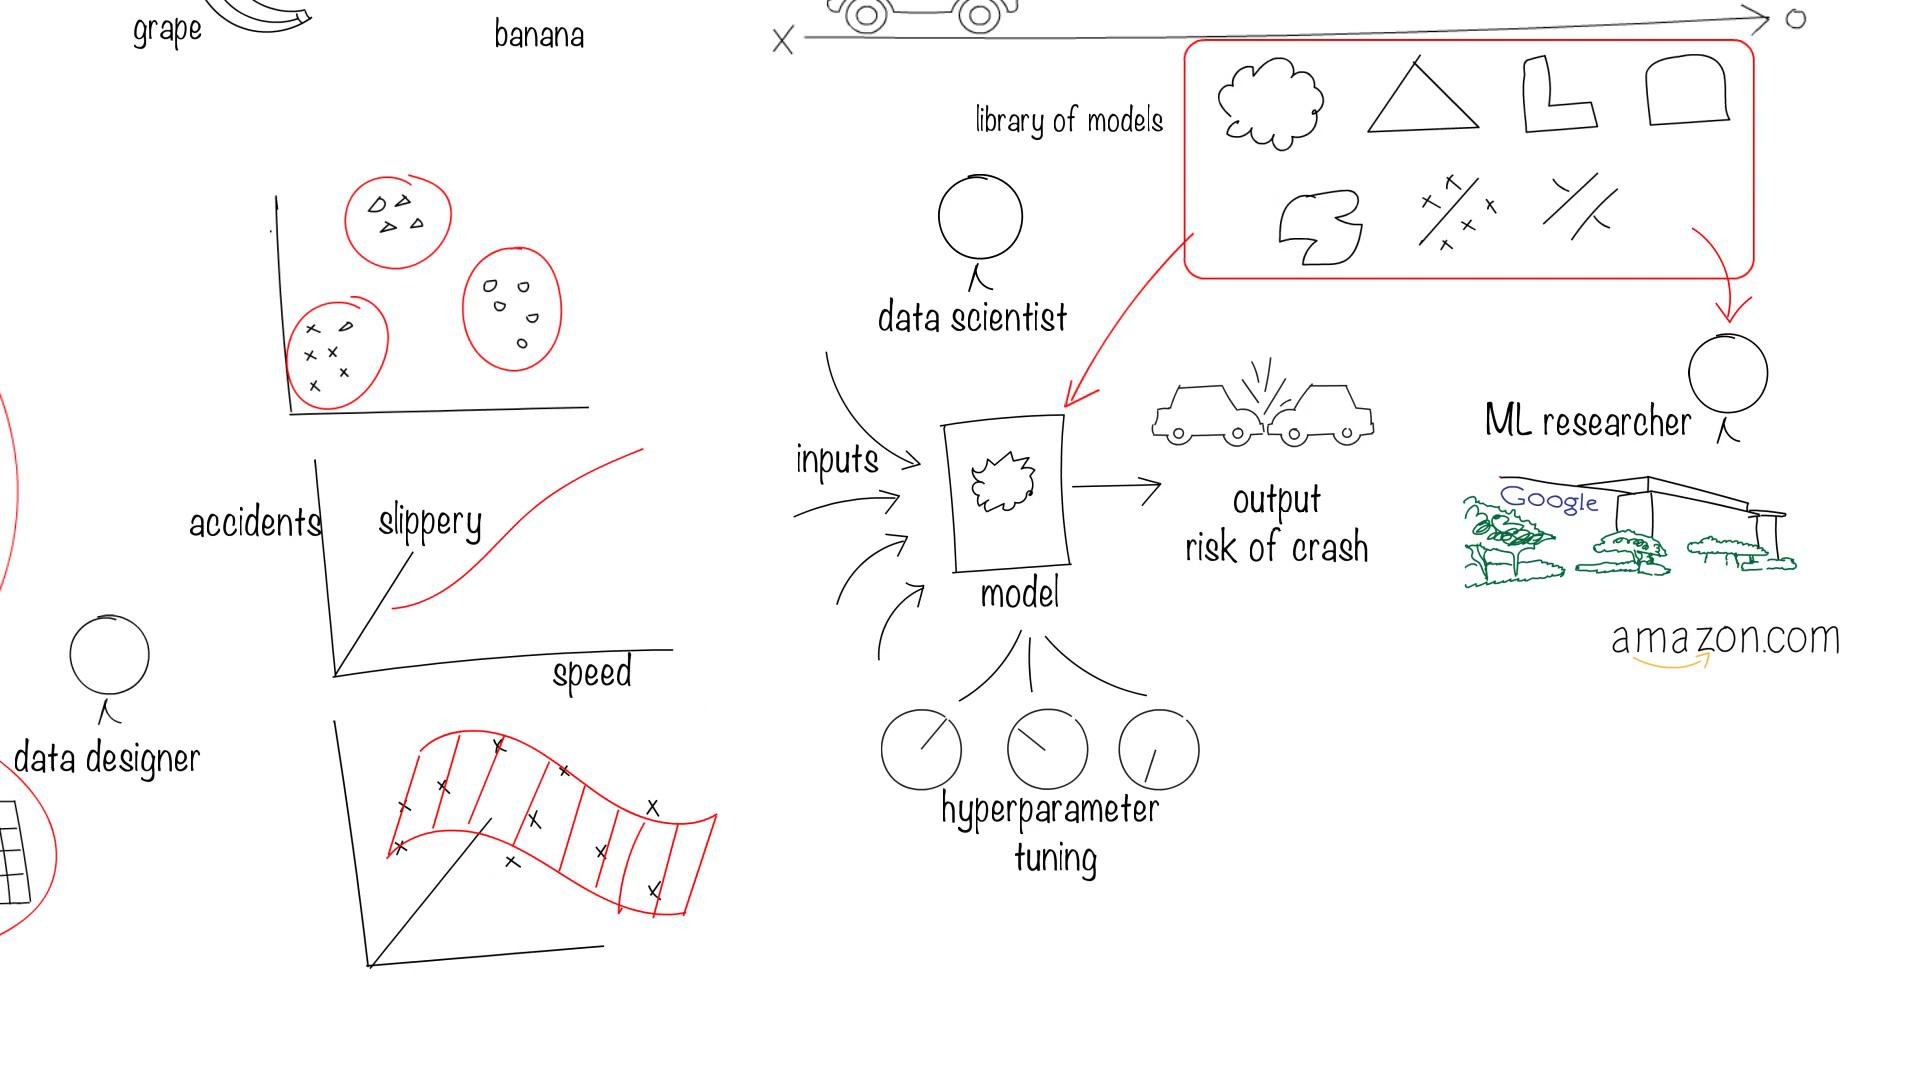 grape
banana
X
library of models
data scientist
ML researcher
inputs
accidents
slippery
Google
output
risk of crash
model
amazon.com
speed
data designer
hyperparameter
tuning